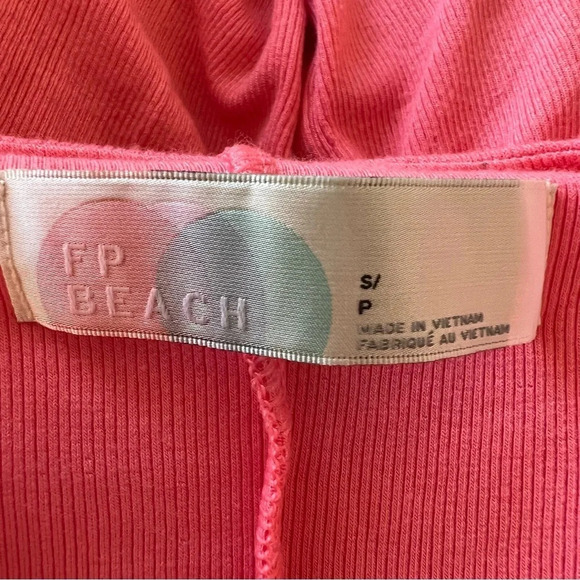 FP
BEACH
S/
P
MADE IN VIETNAM
FABRIQUÉ AU VIETNAM